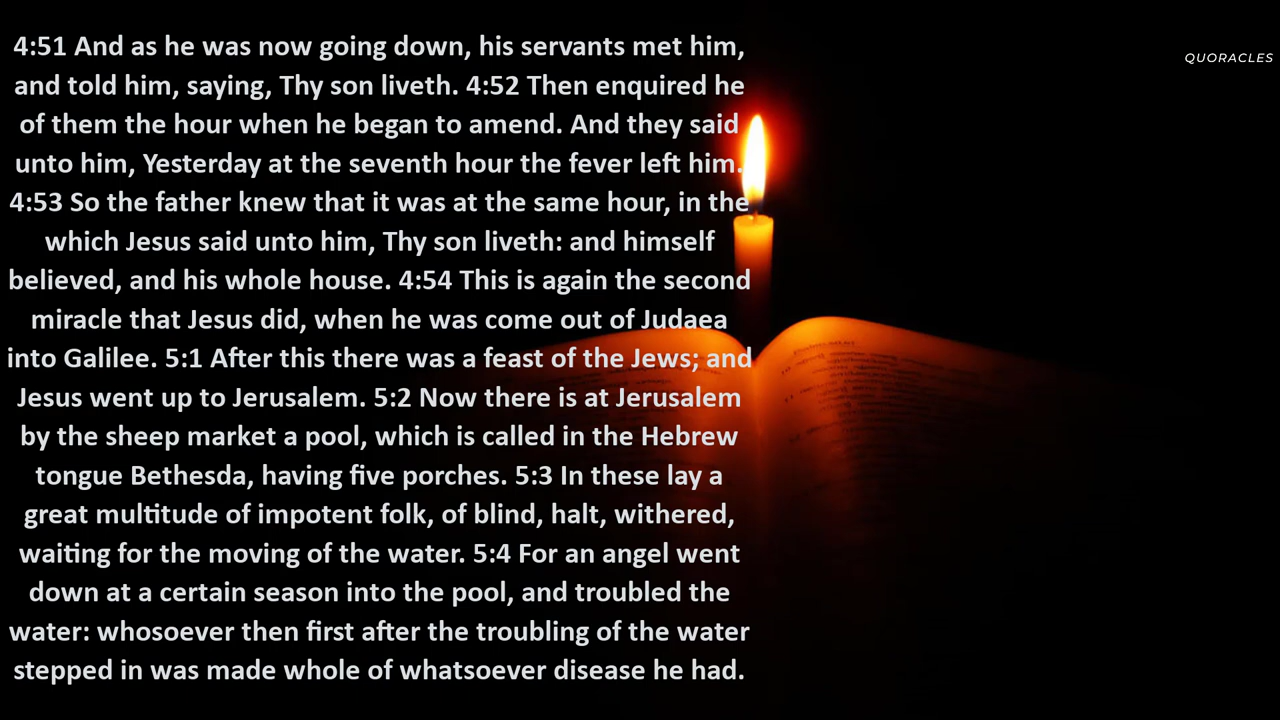 4:51 And as he was now going down, his servants met him,
and told him, saying, Thy son liveth. 4:52 Then enquired he
of them the hour when he began to amend. And they said
unto him, Yesterday at the seventh hour the fever left him.
4:53 So the father knew that it was at the same hour, in the
which Jesus said unto him, Thy son liveth: and himself
believed, and his whole house. 4:54 This is again the second
miracle that Jesus did, when he was come out of Judaea
into Galilee. 5:1 After this there was a feast of the Jews; and
Jesus went up to Jerusalem. 5:2 Now there is at Jerusalem
by the sheep market a pool, which is called in the Hebrew
tongue Bethesda, having five porches. 5:3 In these lay a
great multitude of impotent folk, of blind, halt, withered,
waiting for the moving of the water. 5:4 For an angel went
down at a certain season into the pool, and troubled the
water: whosoever then first after the troubling of the water
stepped in was made whole of whatsoever disease he had.
QUORACLES